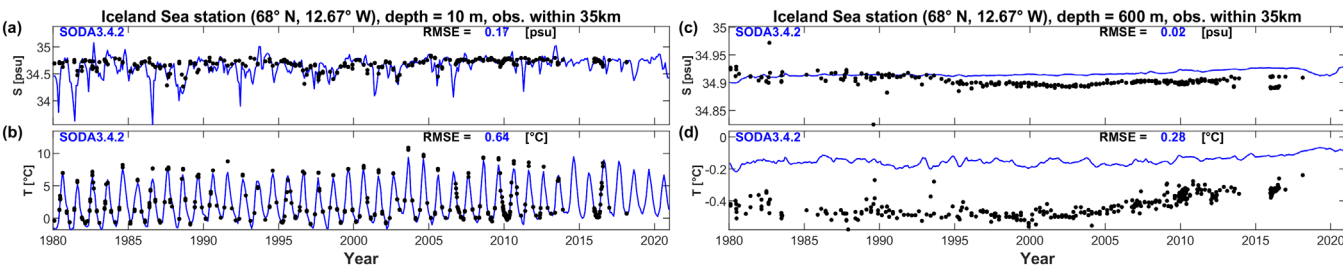 Iceland Sea station (68° N, 12.67° W), depth = 10 m, obs. within 35km
(a)
SODA3.4.2
RMSE = 0.17 [psu]
35
34.5
34
S [psu]
(b)
SODA3.4.2
RMSE = 0.64 [°C]
10
5
0
T [°C]
1980 1985 1990 1995 2000 2005 2010 2015 2020
Year
Iceland Sea station (68° N, 12.67° W), depth = 600 m, obs. within 35km
(c)
SODA3.4.2
RMSE = 0.02 [psu]
35
34.95
34.9
34.85
S [psu]
(d)
SODA3.4.2
RMSE = 0.28 [°C]
0
-0.2
-0.4
T [°C]
1980 1985 1990 1995 2000 2005 2010 2015 2020
Year